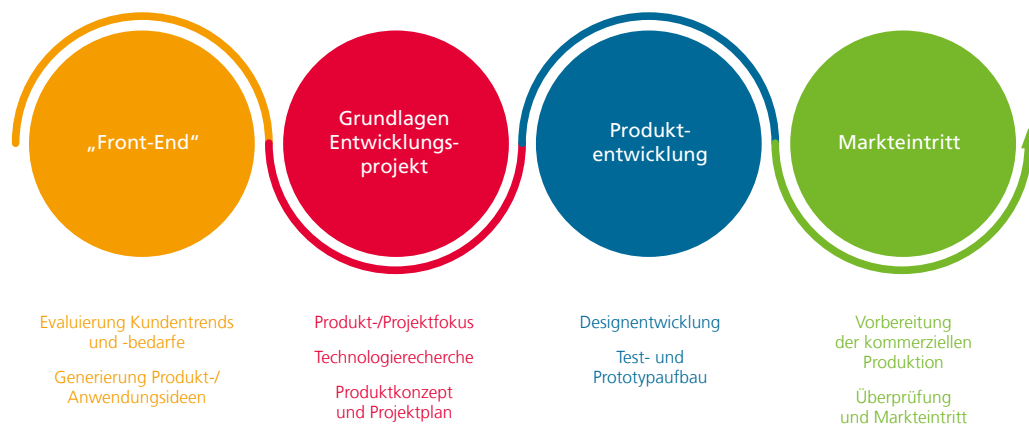 „Front-End“
Grundlagen
Entwicklungs-
projekt
Produkt-
entwicklung
Markteintritt
Evaluierung Kundentrends
und -bedarfe
Generierung Produkt-/
Anwendungsideen
Produkt-/Projektfokus
Technologierecherche
Produktkonzept
und Projektplan
Designentwicklung
Test- und
Prototypaufbau
Vorbereitung
der kommerziellen
Produktion
Überprüfung
und Markteintritt